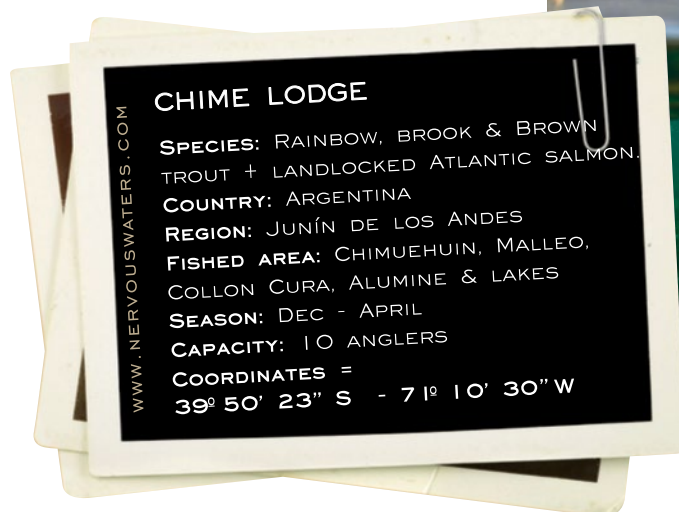 CHIME LODGE
SPECIES: RAINBOW, BROOK & BROWN
TROUT + LANDLOCKED ATLANTIC SALMON.
COUNTRY: ARGENTINA
REGION: JUNÍN DE LOS ANDES
FISHED AREA: CHIMUEHUIN, MALLEO,
COLLON CURA, ALUMINE & LAKES
SEASON: DEC - APRIL
CAPACITY: 10 ANGLERS
COORDINATES =
39º 50' 23" S - 71º 10' 30" W
WWW.NERVOUSWATERS.COM